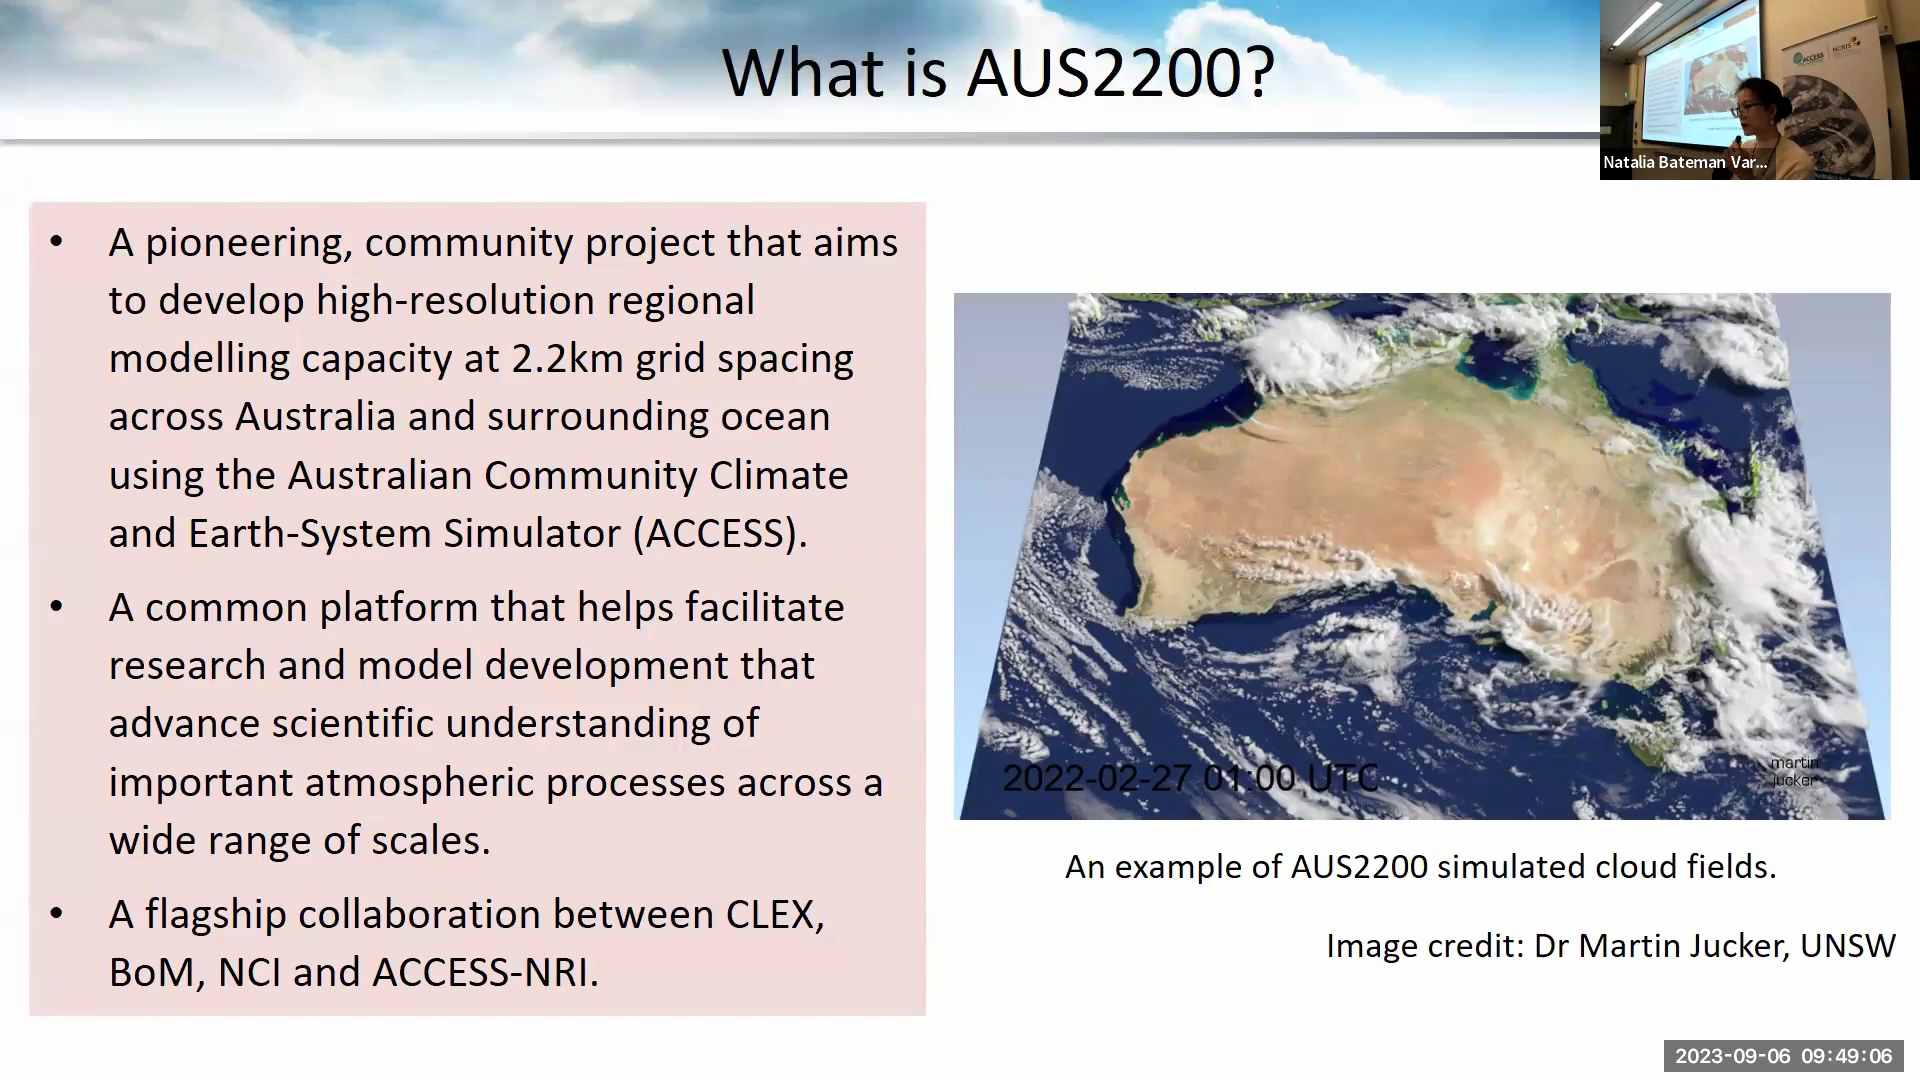 What is AUS2200?
ACCESS
NCRIS
Natalia Bateman Var...
• A pioneering, community project that aims
to develop high-resolution regional
modelling capacity at 2.2km grid spacing
across Australia and surrounding ocean
using the Australian Community Climate
and Earth-System Simulator (ACCESS).
• A common platform that helps facilitate
research and model development that
advance scientific understanding of
important atmospheric processes across a
wide range of scales.
• A flagship collaboration between CLEX,
BoM, NCI and ACCESS-NRI.
2022-02-27 01:00 UTC
martin
jucker
An example of AUS2200 simulated cloud fields.
Image credit: Dr Martin Jucker, UNSW
2023-09-06 09:49:06